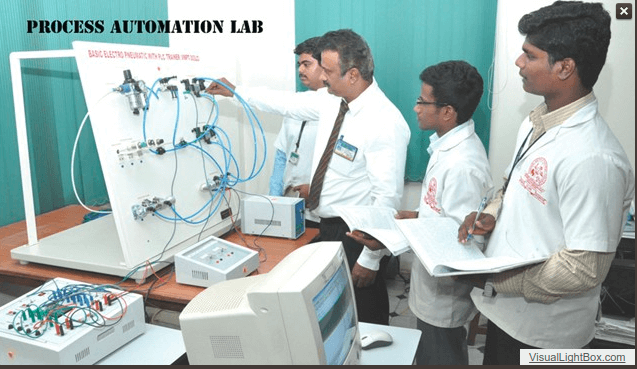 PROCESS AUTOMATION LAB
BASIC ELECTRO PNEUMATIC WITH PLC TRAINER
VisualLightBox.com